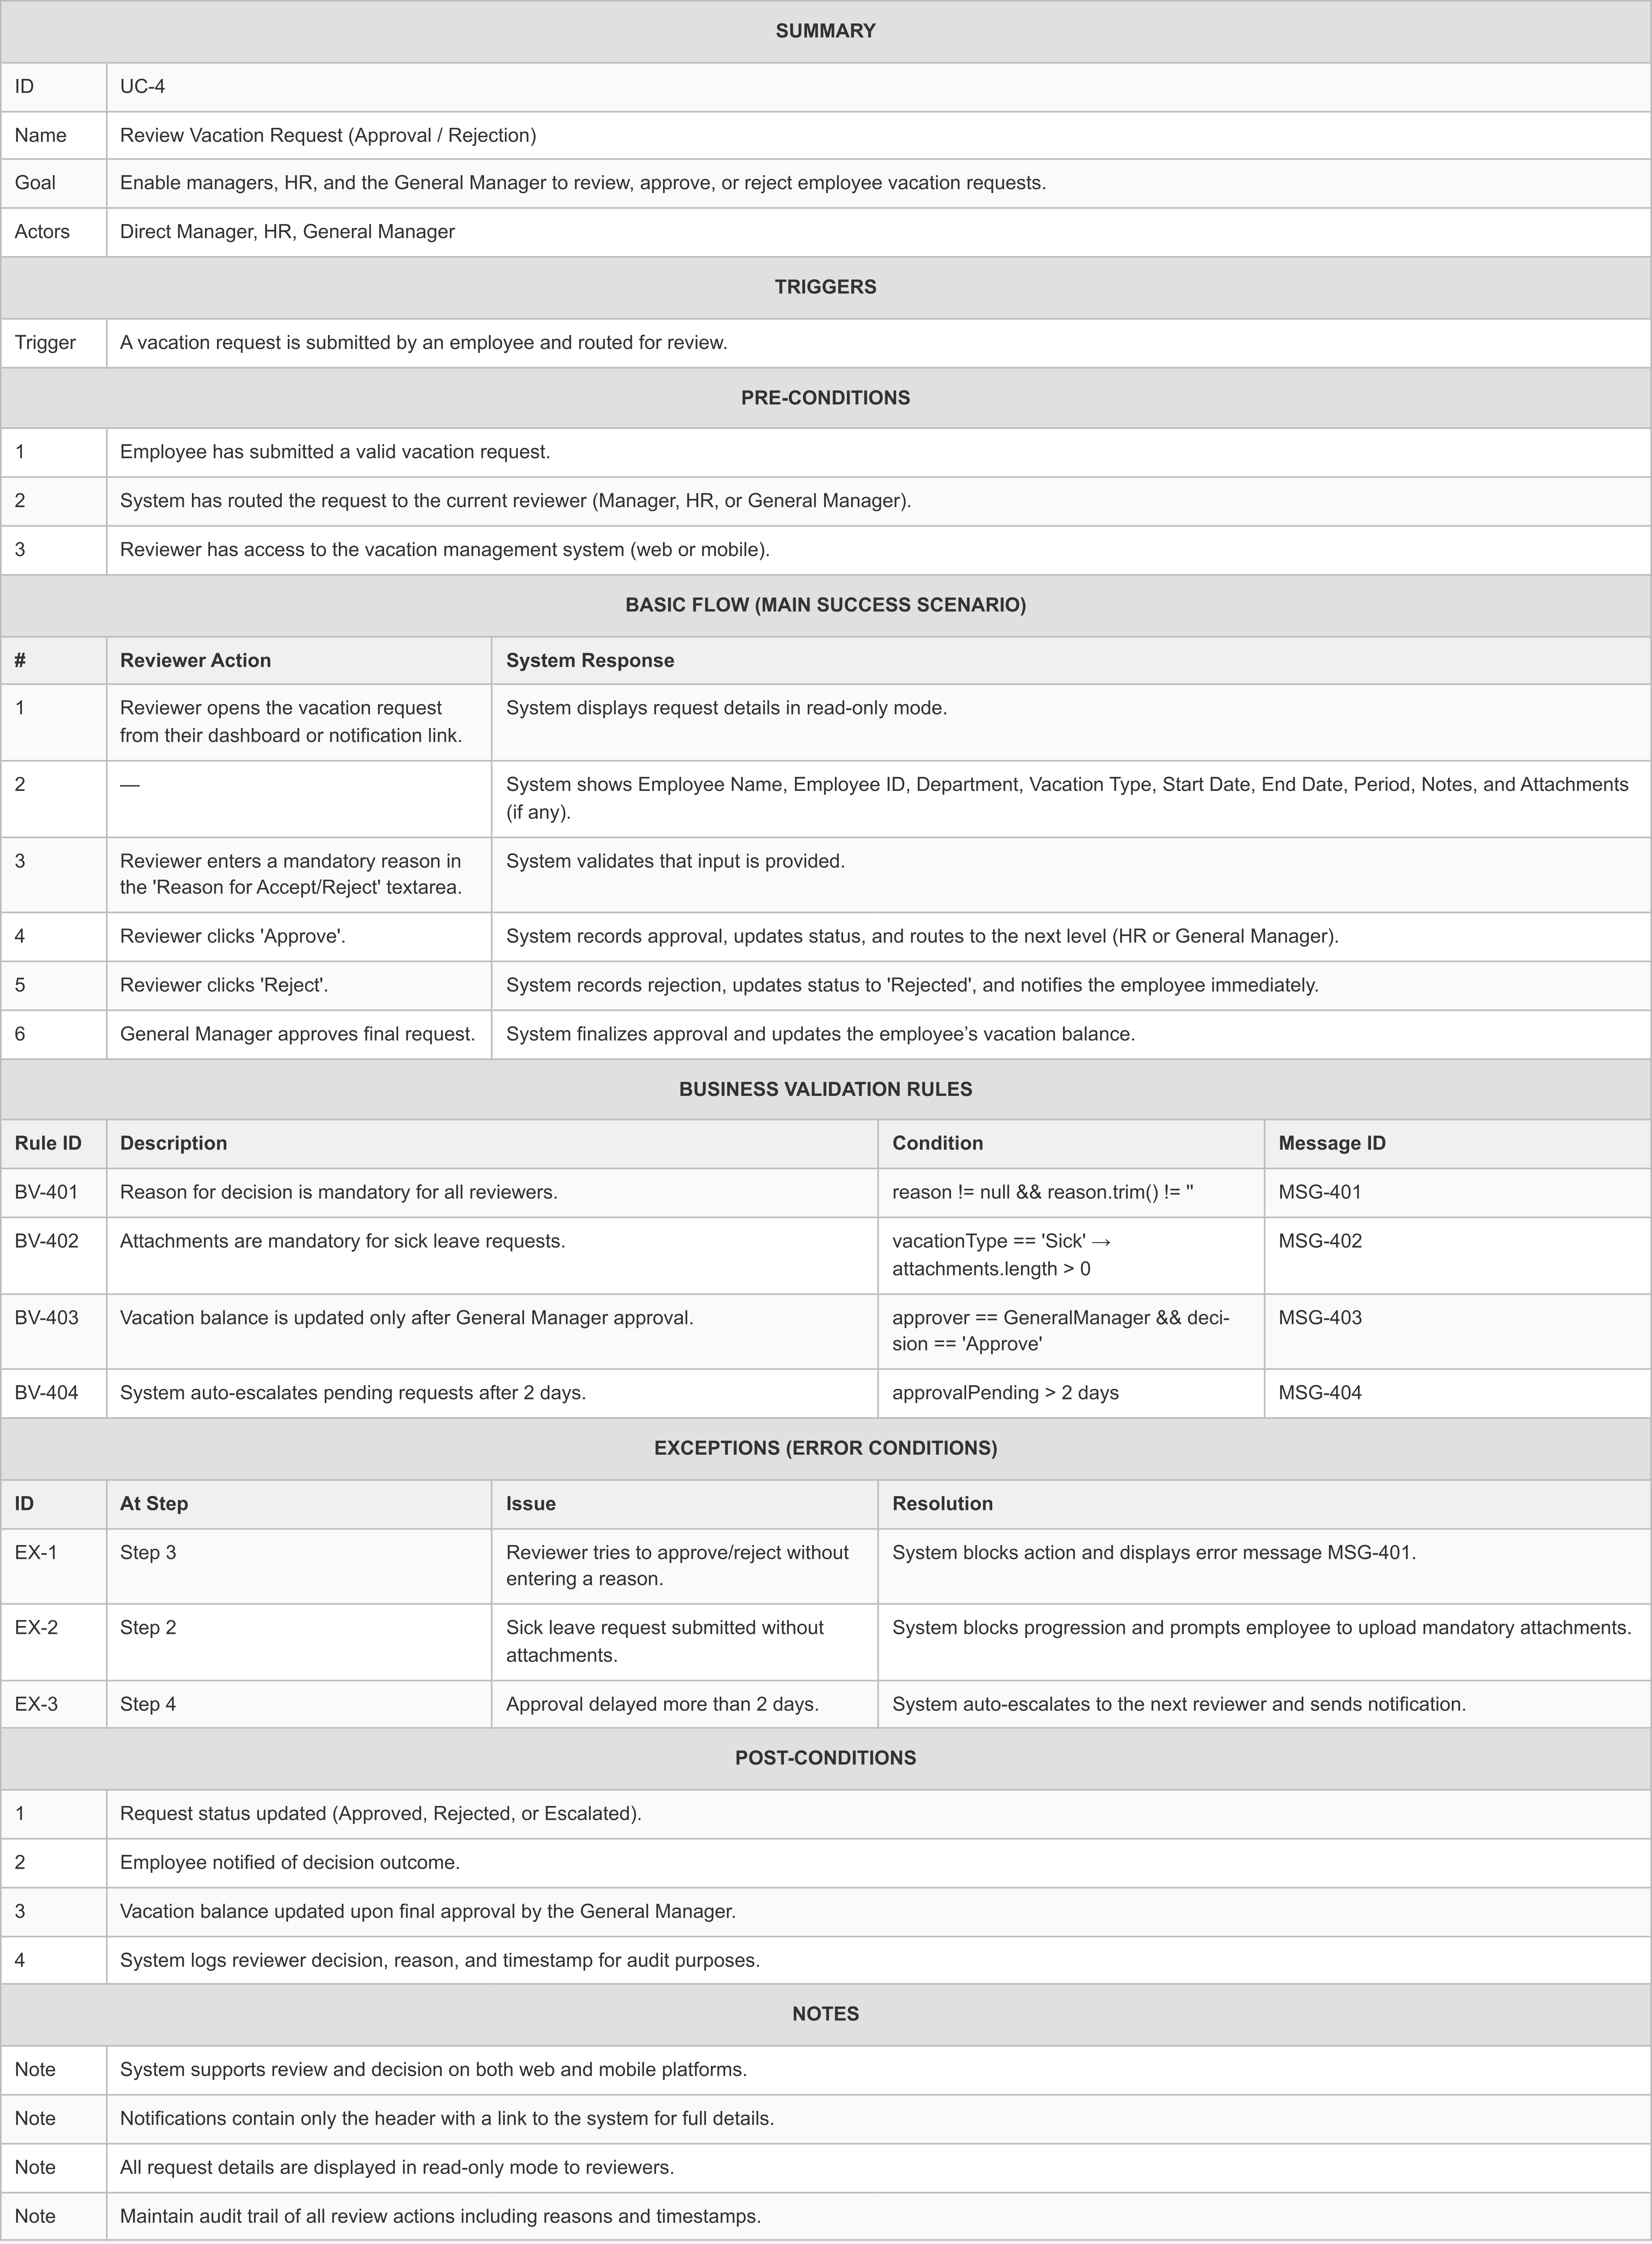 SUMMARY
ID UC-4
Name Review Vacation Request (Approval / Rejection)
Goal Enable managers, HR, and the General Manager to review, approve, or reject employee vacation requests.
Actors Direct Manager, HR, General Manager
TRIGGERS
Trigger A vacation request is submitted by an employee and routed for review.
PRE-CONDITIONS
1 Employee has submitted a valid vacation request.
2 System has routed the request to the current reviewer (Manager, HR, or General Manager).
3 Reviewer has access to the vacation management system (web or mobile).
BASIC FLOW (MAIN SUCCESS SCENARIO)
# Reviewer Action System Response
1 Reviewer opens the vacation request
from their dashboard or notification link.
System displays request details in read-only mode.
2 — System shows Employee Name, Employee ID, Department, Vacation Type, Start Date, End Date, Period, Notes, and Attachments
(if any).
3 Reviewer enters a mandatory reason in
the 'Reason for Accept/Reject' textarea.
System validates that input is provided.
4 Reviewer clicks 'Approve'. System records approval, updates status, and routes to the next level (HR or General Manager).
5 Reviewer clicks 'Reject'. System records rejection, updates status to 'Rejected', and notifies the employee immediately.
6 General Manager approves final request. System finalizes approval and updates the employee’s vacation balance.
BUSINESS VALIDATION RULES
Rule ID Description Condition Message ID
BV-401 Reason for decision is mandatory for all reviewers. reason != null && reason.trim() != '' MSG-401
BV-402 Attachments are mandatory for sick leave requests. vacationType == 'Sick' →
attachments.length > 0
MSG-402
BV-403 Vacation balance is updated only after General Manager approval. approver == GeneralManager && deci-
sion == 'Approve'
MSG-403
BV-404 System auto-escalates pending requests after 2 days. approvalPending > 2 days MSG-404
EXCEPTIONS (ERROR CONDITIONS)
ID At Step Issue Resolution
EX-1 Step 3 Reviewer tries to approve/reject without
entering a reason.
System blocks action and displays error message MSG-401.
EX-2 Step 2 Sick leave request submitted without
attachments.
System blocks progression and prompts employee to upload mandatory attachments.
EX-3 Step 4 Approval delayed more than 2 days. System auto-escalates to the next reviewer and sends notification.
POST-CONDITIONS
1 Request status updated (Approved, Rejected, or Escalated).
2 Employee notified of decision outcome.
3 Vacation balance updated upon final approval by the General Manager.
4 System logs reviewer decision, reason, and timestamp for audit purposes.
NOTES
Note System supports review and decision on both web and mobile platforms.
Note Notifications contain only the header with a link to the system for full details.
Note All request details are displayed in read-only mode to reviewers.
Note Maintain audit trail of all review actions including reasons and timestamps.